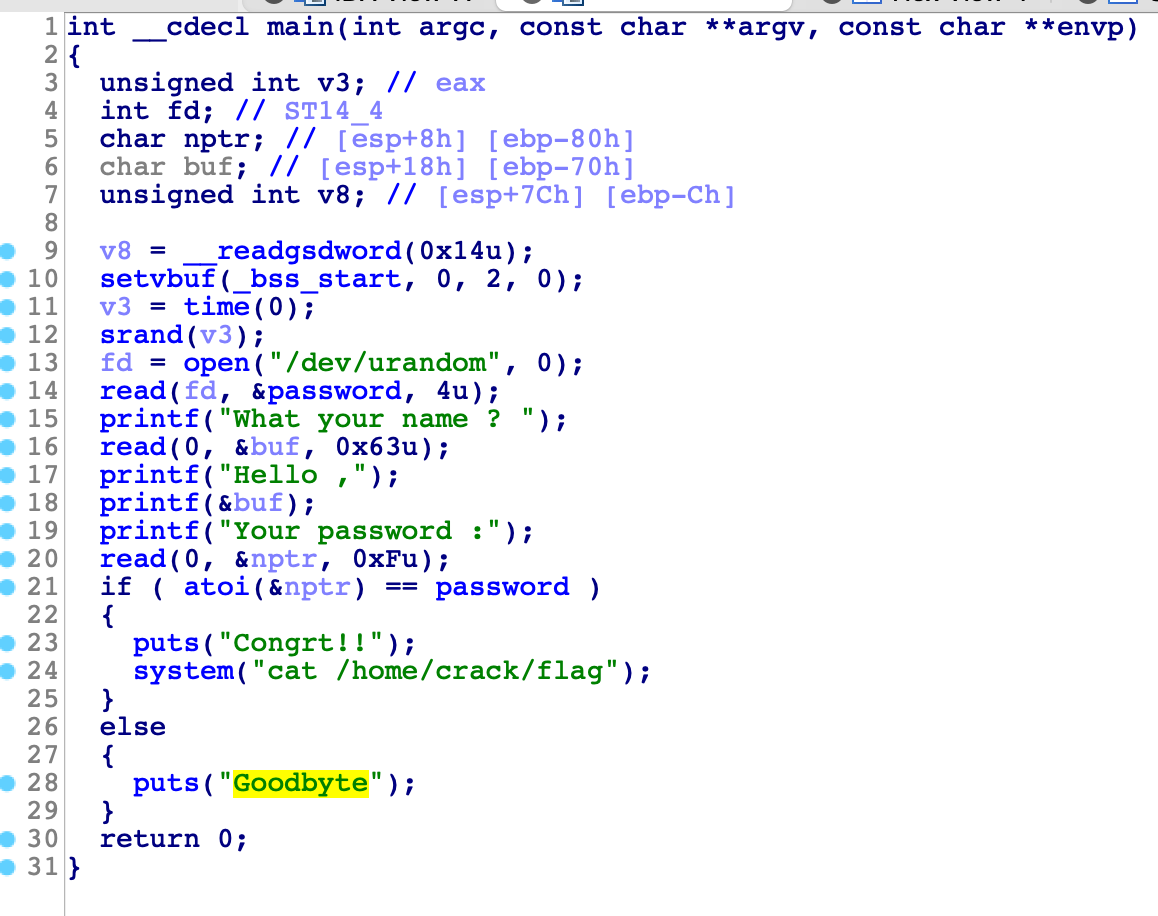 1 int __cdecl main(int argc, const char **argv, const char **envp)
2 {
3   unsigned int v3; // eax
4   int fd; // ST14_4
5   char nptr; // [esp+8h] [ebp-80h]
6   char buf; // [esp+18h] [ebp-70h]
7   unsigned int v8; // [esp+7Ch] [ebp-Ch]
8
9   v8 = __readgsdword(0x14u);
10   setvbuf(_bss_start, 0, 2, 0);
11   v3 = time(0);
12   srand(v3);
13   fd = open("/dev/urandom", 0);
14   read(fd, &password, 4u);
15   printf("What your name ? ");
16   read(0, &buf, 0x63u);
17   printf("Hello ,");
18   printf(&buf);
19   printf("Your password :");
20   read(0, &nptr, 0xFu);
21   if ( atoi(&nptr) == password )
22   {
23     puts("Congrt!!");
24     system("cat /home/crack/flag");
25   }
26   else
27   {
28     puts("Goodbyte");
29   }
30   return 0;
31 }